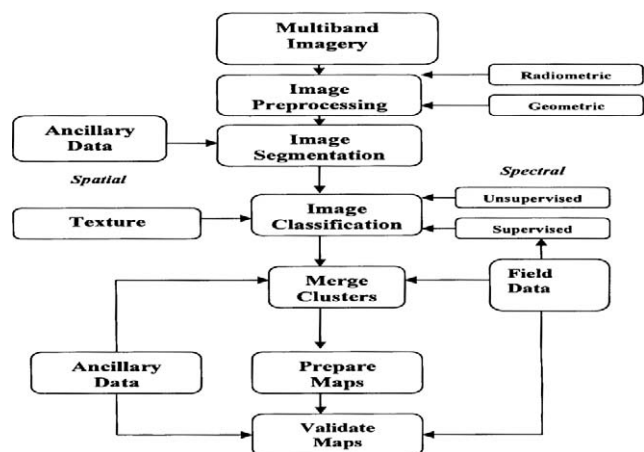 Multiband
Imagery
Image
Preprocessing
Radiometric
Geometric
Ancillary
Data
Image
Segmentation
Spatial
Spectral
Texture
Image
Classification
Unsupervised
Supervised
Merge
Clusters
Field
Data
Ancillary
Data
Prepare
Maps
Validate
Maps